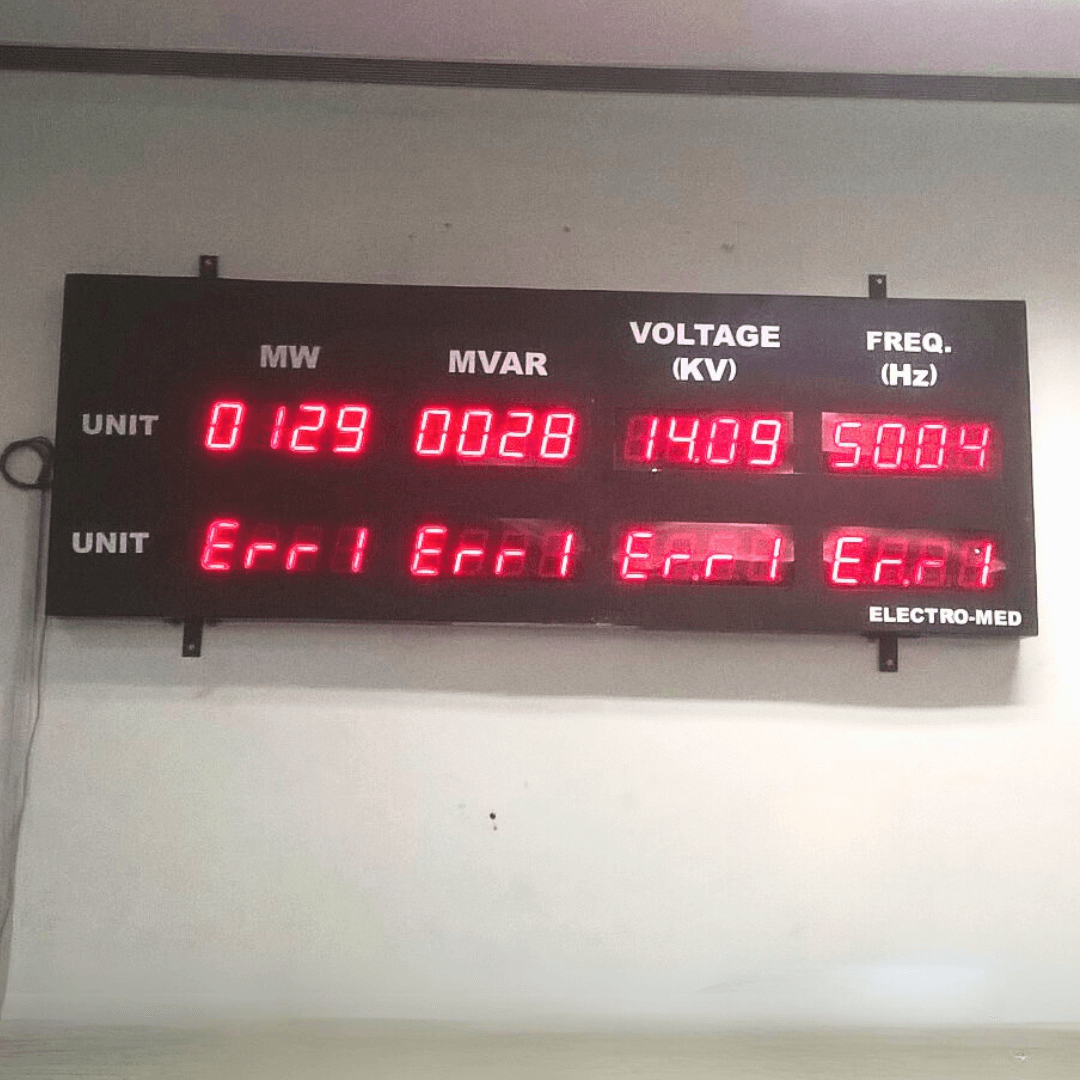 MW MVAR VOLTAGE (KV) FREQ. (Hz)
UNIT 0129 0028 14.09 50.04
UNIT Err1 Err1 Er.r1 Er.r1
ELECTRO-MED